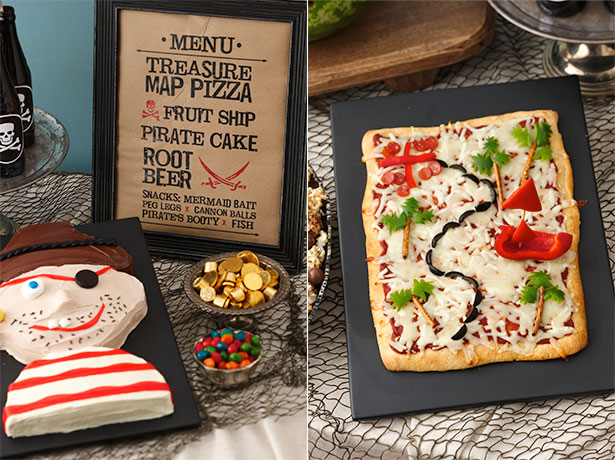 MENU
TREASURE
MAP PIZZA
FRUIT SHIP
PIRATE CAKE
ROOT
BEER
SNACKS: MERMAID BAIT
PEG LEGS x CANNON BALLS
PIRATE'S BOOTY x FISH